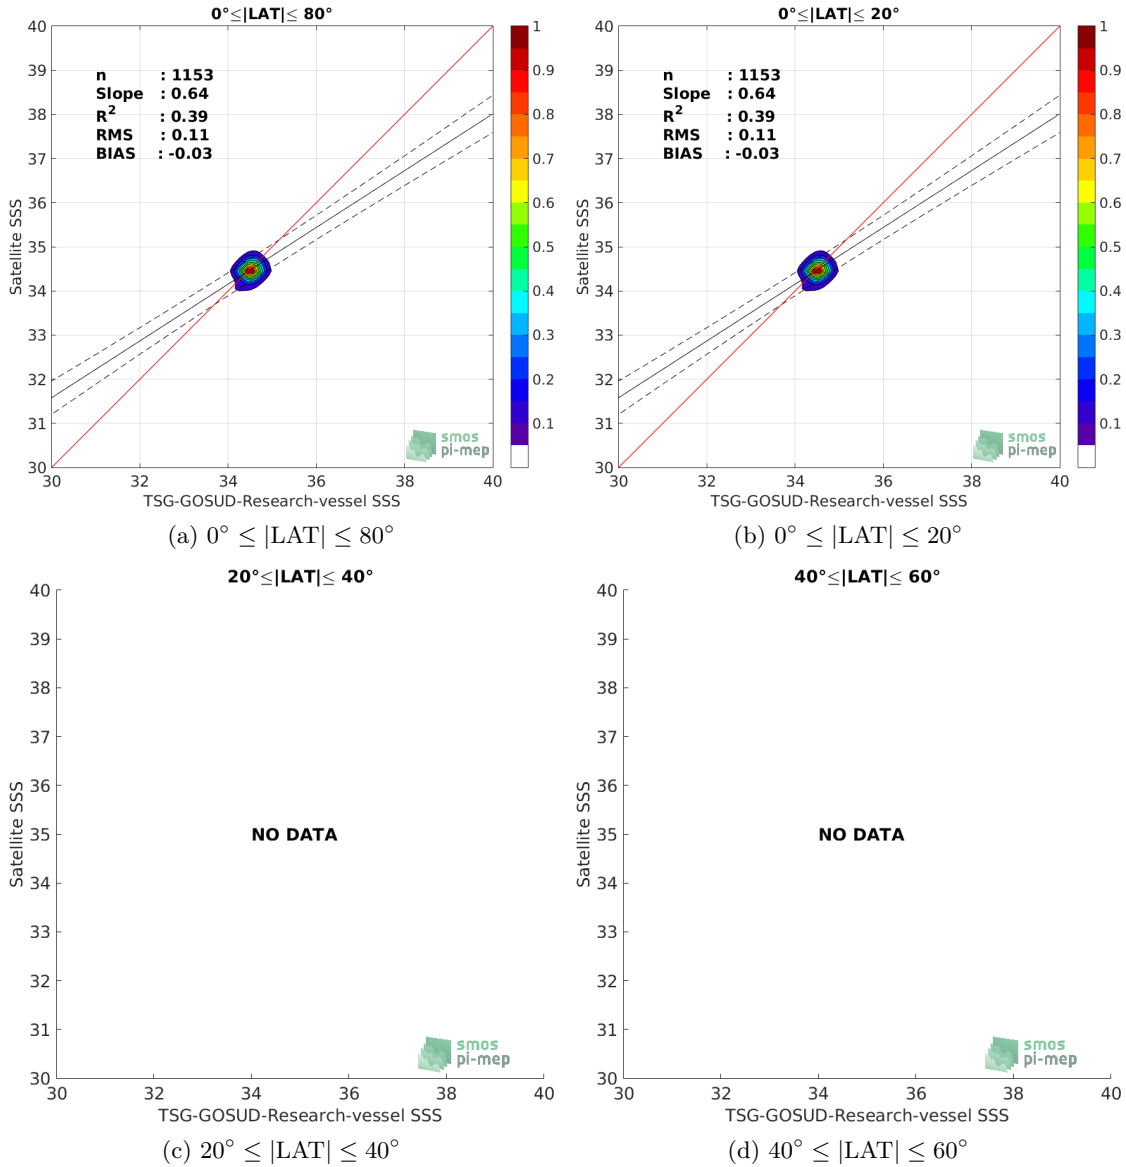 0°≤|LAT|≤ 80°
40
39
38
37
36
35
34
33
32
31
30
n : 1153
Slope : 0.64
R² : 0.39
RMS : 0.11
BIAS : -0.03
Satellite SSS
30 32 34 36 38 40
TSG-GOSUD-Research-vessel SSS
smos
pi-mep
1
0.9
0.8
0.7
0.6
0.5
0.4
0.3
0.2
0.1
(a) 0° ≤ |LAT| ≤ 80°
0°≤|LAT|≤ 20°
40
39
38
37
36
35
34
33
32
31
30
n : 1153
Slope : 0.64
R² : 0.39
RMS : 0.11
BIAS : -0.03
Satellite SSS
30 32 34 36 38 40
TSG-GOSUD-Research-vessel SSS
smos
pi-mep
1
0.9
0.8
0.7
0.6
0.5
0.4
0.3
0.2
0.1
(b) 0° ≤ |LAT| ≤ 20°
20°≤|LAT|≤ 40°
40
39
38
37
36
35
34
33
32
31
30
NO DATA
Satellite SSS
30 32 34 36 38 40
TSG-GOSUD-Research-vessel SSS
smos
pi-mep
(c) 20° ≤ |LAT| ≤ 40°
40°≤|LAT|≤ 60°
40
39
38
37
36
35
34
33
32
31
30
NO DATA
Satellite SSS
30 32 34 36 38 40
TSG-GOSUD-Research-vessel SSS
smos
pi-mep
(d) 40° ≤ |LAT| ≤ 60°